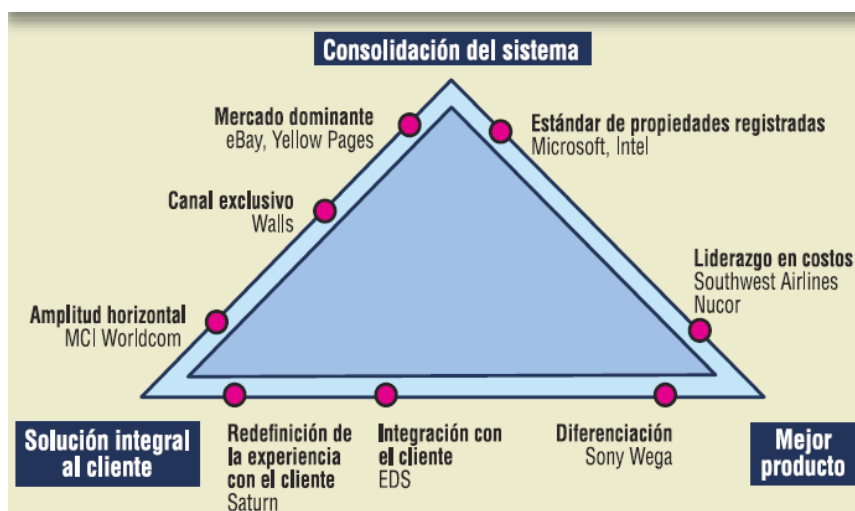 Consolidación del sistema
Mercado dominante
eBay, Yellow Pages
Estándar de propiedades registradas
Microsoft, Intel
Canal exclusivo
Walls
Liderazgo en costos
Southwest Airlines
Nucor
Amplitud horizontal
MCI Worldcom
Solución integral
al cliente
Redefinición de
la experiencia
con el cliente
Saturn
Integración con
el cliente
EDS
Diferenciación
Sony Wega
Mejor
producto